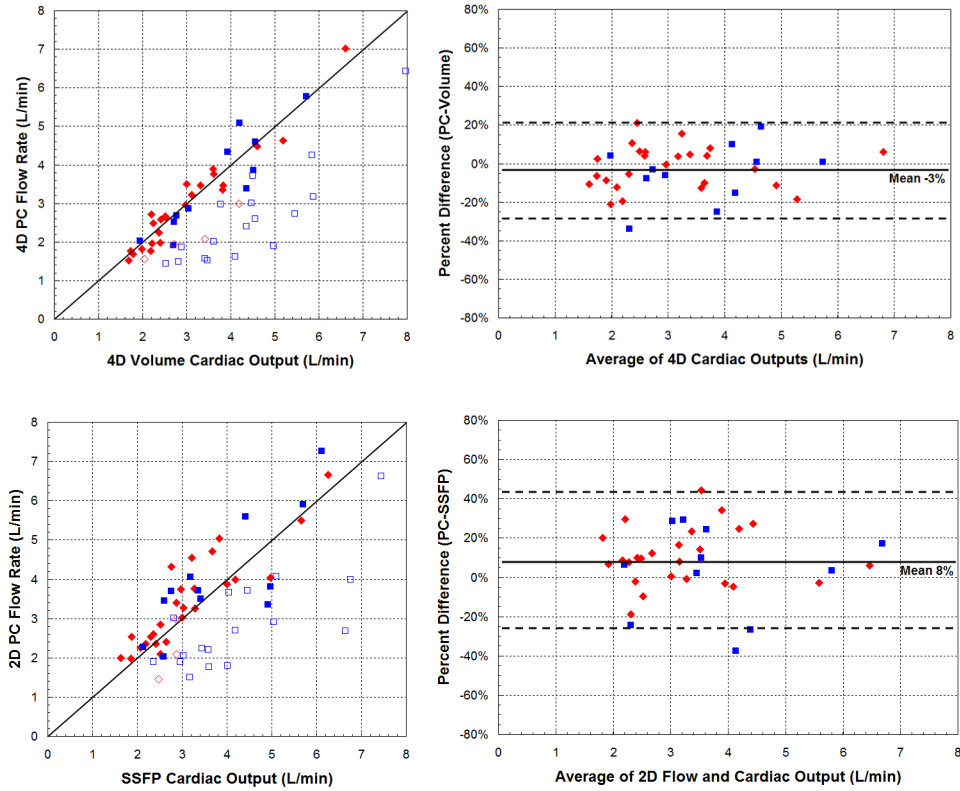 8
7
6
5
4
3
2
1
0
4D PC Flow Rate (L/min)
0 1 2 3 4 5 6 7 8
4D Volume Cardiac Output (L/min)
80%
60%
40%
20%
0%
-20%
-40%
-60%
-80%
Percent Difference (PC-Volume)
Mean -3%
0 1 2 3 4 5 6 7 8
Average of 4D Cardiac Outputs (L/min)
8
7
6
5
4
3
2
1
0
2D PC Flow Rate (L/min)
0 1 2 3 4 5 6 7 8
SSFP Cardiac Output (L/min)
80%
60%
40%
20%
0%
-20%
-40%
-60%
-80%
Percent Difference (PC-SSFP)
Mean 8%
0 1 2 3 4 5 6 7 8
Average of 2D Flow and Cardiac Output (L/min)